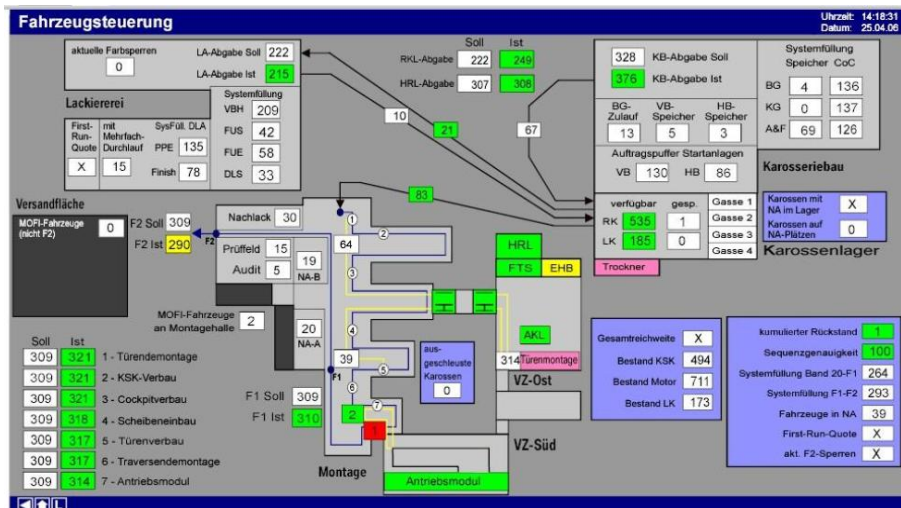 Fahrzeugsteuerung
Uhrzeit: 14:18:31
Datum: 25.04.06
aktuelle Farbsperren
0
LA-Abgabe Soll 222
LA-Abgabe Ist 215
Lackiererei
First-Run-Quote
X
mit Mehrfach-Durchlauf
15
SysFüll. DLA
PPE 135
Finish 78
Systemfüllung
VBH 209
FUS 42
FUE 58
DLS 33
Soll Ist
RKL-Abgabe 222 249
HRL-Abgabe 307 308
10
21
67
83
328 KB-Abgabe Soll
376 KB-Abgabe Ist
Systemfüllung
Speicher CoC
BG 4 136
KG 0 137
A&F 69 126
BG-Zulauf
13
VB-Speicher
5
HB-Speicher
3
Auftragspuffer Startanlagen
VB 130 HB 86
Karosseriebau
verfügbar gesp.
RK 535 1
LK 185 0
Gasse 1
Gasse 2
Gasse 3
Gasse 4
Trockner
Karossen mit NA im Lager
X
Karossen auf NA-Plätzen
0
Karossenlager
Versandfläche
MOFI-Fahrzeuge (nicht F2)
0
F2 Soll 309
F2 Ist 290
F2
Nachlack 30
Prüffeld 15
Audit 5
19
NA-B
20
NA-A
MOFI-Fahrzeuge an Montagehalle
2
64
39
F1
1
2
3
4
5
6
7
2
1
F1 Soll 309
F1 Ist 310
Montage
aus-geschleuste Karossen
0
HRL
FTS EHB
AKL
314 Türenmontage
VZ-Ost
VZ-Süd
Antriebsmodul
Soll Ist
309 321 1 - Türendemontage
309 321 2 - KSK-Verbau
309 321 3 - Cockpitverbau
309 318 4 - Scheibeneinbau
309 317 5 - Türenverbau
309 317 6 - Traversendemontage
309 314 7 - Antriebsmodul
Gesamtreichweite X
Bestand KSK 494
Bestand Motor 711
Bestand LK 173
kumulierter Rückstand 1
Sequenzgenauigkeit 100
Systemfüllung Band 20-F1 264
Systemfüllung F1-F2 293
Fahrzeuge in NA 39
First-Run-Quote X
akt. F2-Sperren X
L